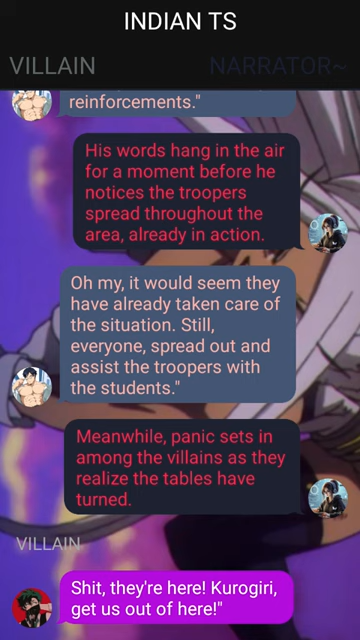 INDIAN TS
VILLAIN NARRATOR~
reinforcements."
His words hang in the air
for a moment before he
notices the troopers
spread throughout the
area, already in action.
Oh my, it would seem they
have already taken care of
the situation. Still,
everyone, spread out and
assist the troopers with
the students."
Meanwhile, panic sets in
among the villains as they
realize the tables have
turned.
VILLAIN
Shit, they're here! Kurogiri,
get us out of here!"